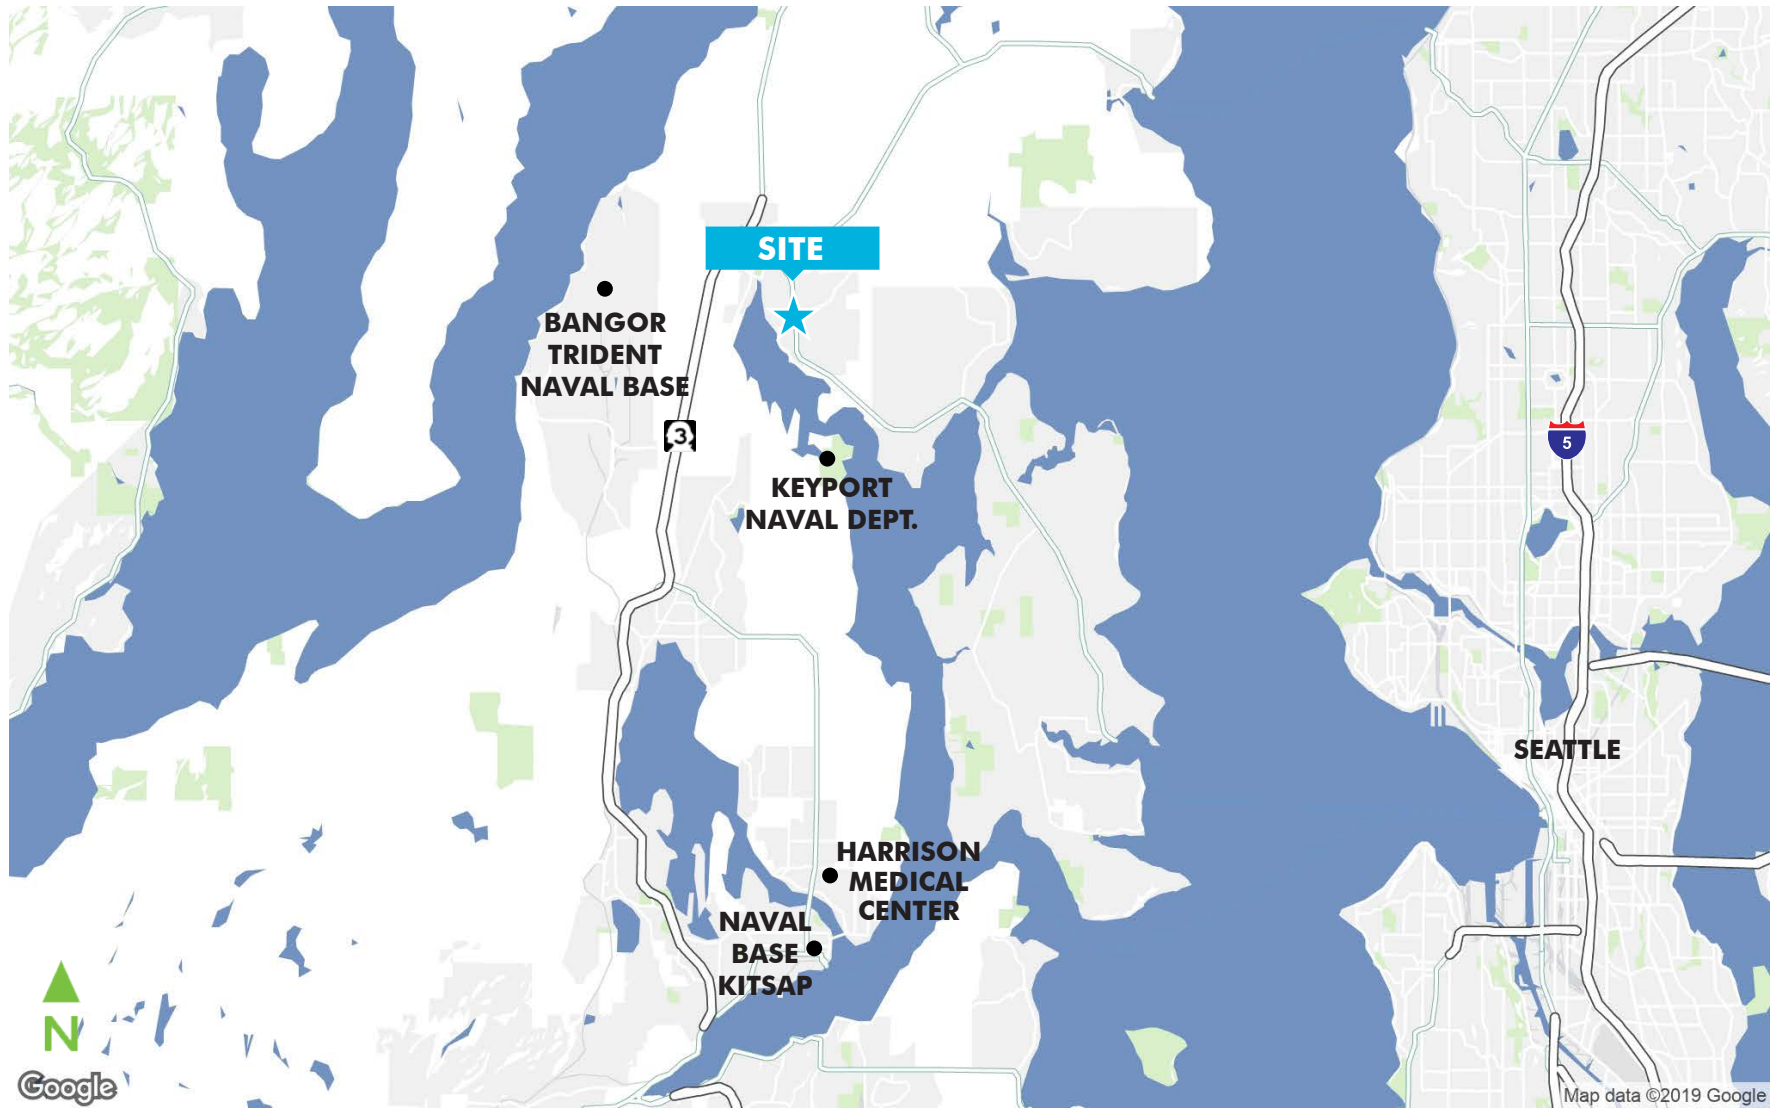 SITE
BANGOR
TRIDENT
NAVAL BASE
3
5
KEYPORT
NAVAL DEPT.
SEATTLE
HARRISON
MEDICAL
CENTER
NAVAL
BASE
KITSAP
N
Google
Map data ©2019 Google